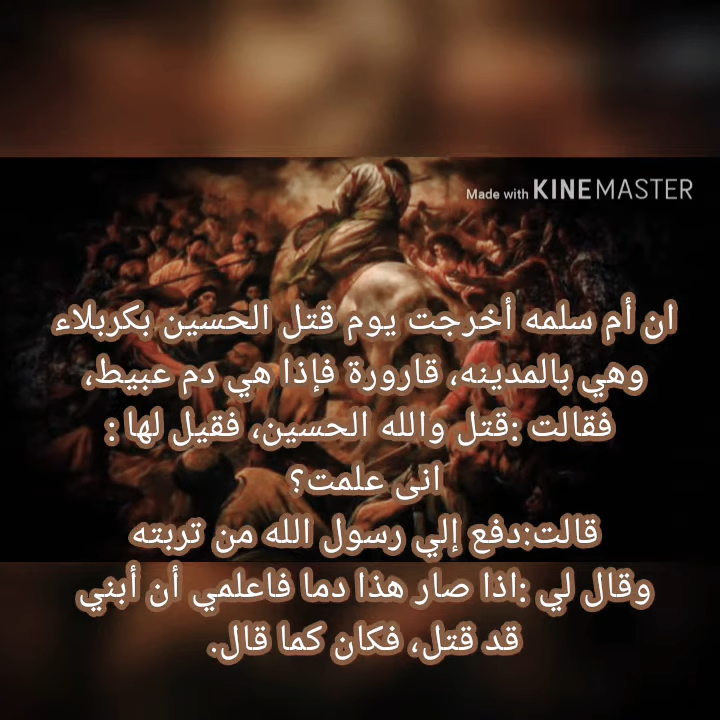 Made with KINEMASTER
ان أم سلمه أخرجت يوم قتل الحسين بكربلاء
وهي بالمدينه، قارورة فإذا هي دم عبيط،
فقالت :قتل والله الحسين، فقيل لها :
انى علمت؟
قالت:دفع إلي رسول الله من تربته
وقال لي :اذا صار هذا دما فاعلمي أن أبني
قد قتل، فكان كما قال.